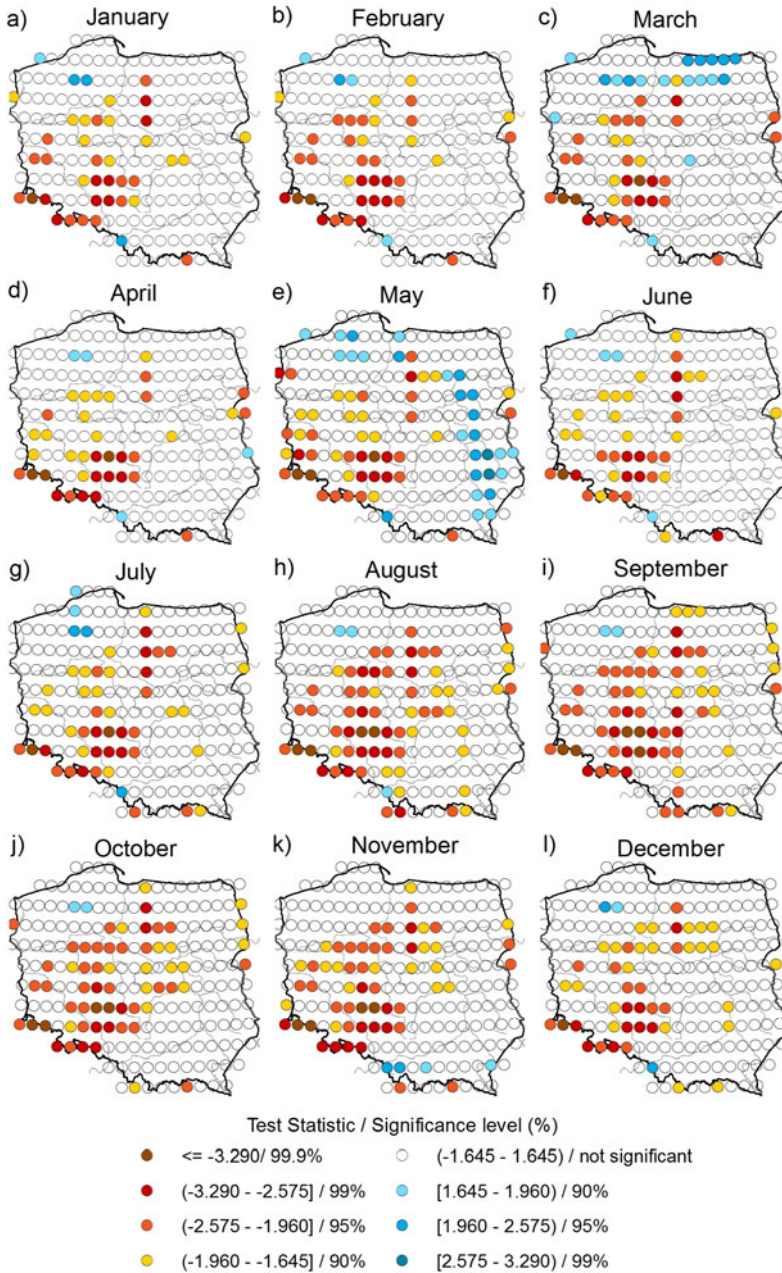 a) January b) February c) March
d) April e) May f) June
g) July h) August i) September
j) October k) November l) December
Test Statistic / Significance level (%)
<= -3.290/ 99.9% (-1.645 - 1.645) / not significant
(-3.290 - -2.575] / 99% [1.645 - 1.960) / 90%
(-2.575 - -1.960] / 95% [1.960 - 2.575) / 95%
(-1.960 - -1.645] / 90% [2.575 - 3.290) / 99%